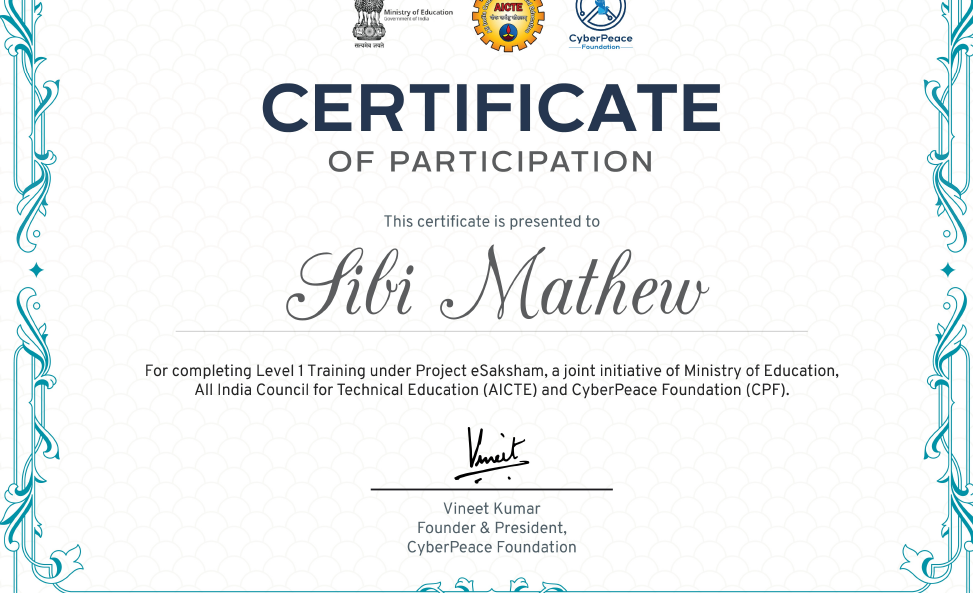 Ministry of Education
Government of India
सत्यमेव जयते
AICTE
CyberPeace
Foundation
CERTIFICATE
OF PARTICIPATION
This certificate is presented to
Sibi Mathew
For completing Level 1 Training under Project eSaksham, a joint initiative of Ministry of Education,
All India Council for Technical Education (AICTE) and CyberPeace Foundation (CPF).
Vineet
Vineet Kumar
Founder & President,
CyberPeace Foundation